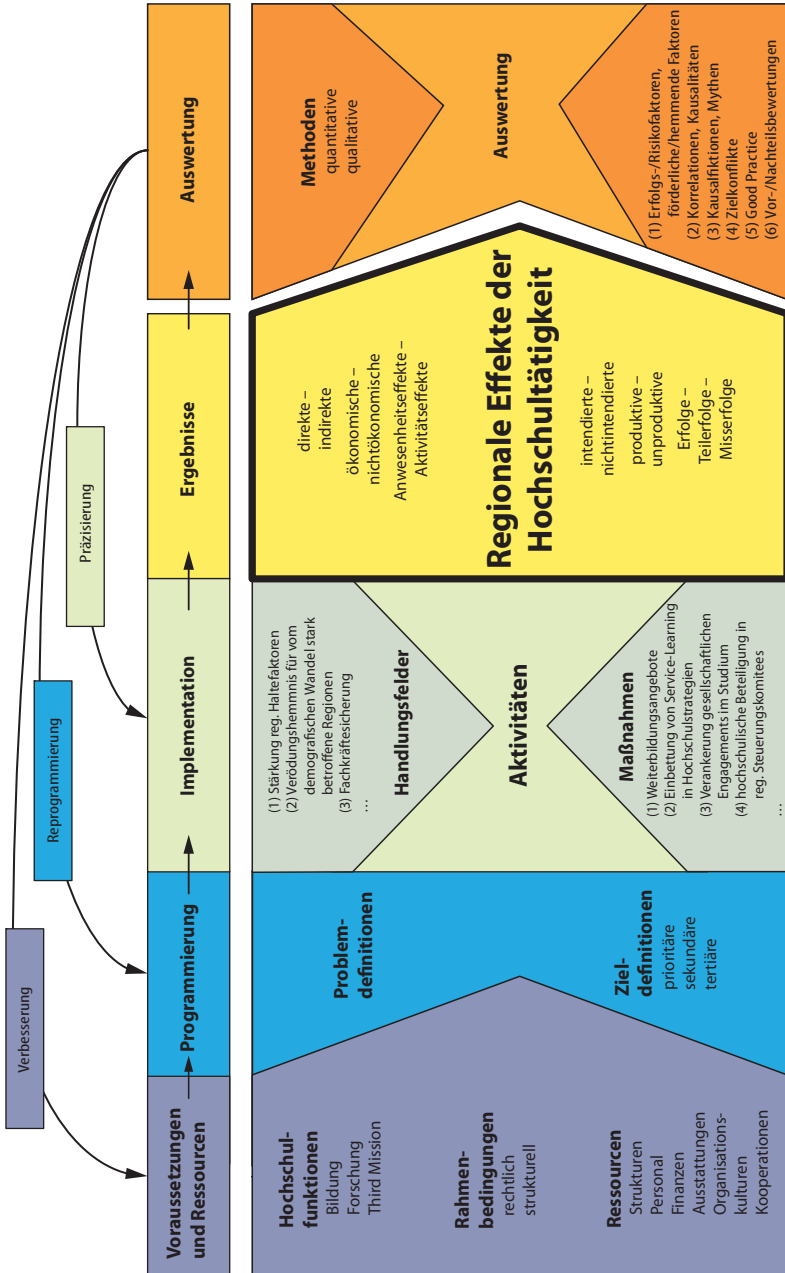 Verbesserung
Reprogrammierung
Präzisierung
Voraussetzungen
und Ressourcen
Programmierung
Implementation
Ergebnisse
Auswertung
Hochschul-
funktionen
Bildung
Forschung
Third Mission
Rahmen-
bedingungen
rechtlich
strukturell
Ressourcen
Strukturen
Personal
Finanzen
Ausstattungen
Organisations-
kulturen
Kooperationen
Problem-
definitionen
Ziel-
definitionen
prioritäre
sekundäre
tertiäre
(1) Stärkung reg. Haltefaktoren
(2) Verödungshemmnis für vom
demografischen Wandel stark
betroffene Regionen
(3) Fachkräftesicherung
…
Handlungsfelder
Aktivitäten
Maßnahmen
(1) Weiterbildungsangebote
(2) Einbettung von Service-Learning
in Hochschulstrategien
(3) Verankerung gesellschaftlichen
Engagements im Studium
(4) hochschulische Beteiligung in
reg. Steuerungskomitees
…
direkte –
indirekte
ökonomische –
nichtökonomische
Anwesenheitseffekte –
Aktivitätseffekte
Regionale Effekte der
Hochschultätigkeit
intendierte –
nichtintendierte
produktive –
unproduktive
Erfolge –
Teilerfolge –
Misserfolge
Methoden
quantitative
qualitative
Auswertung
(1) Erfolgs-/Risikofaktoren,
förderliche/hemmende Faktoren
(2) Korrelationen, Kausalitäten
(3) Kausalfiktionen, Mythen
(4) Zielkonflikte
(5) Good Practice
(6) Vor-/Nachteilsbewertungen